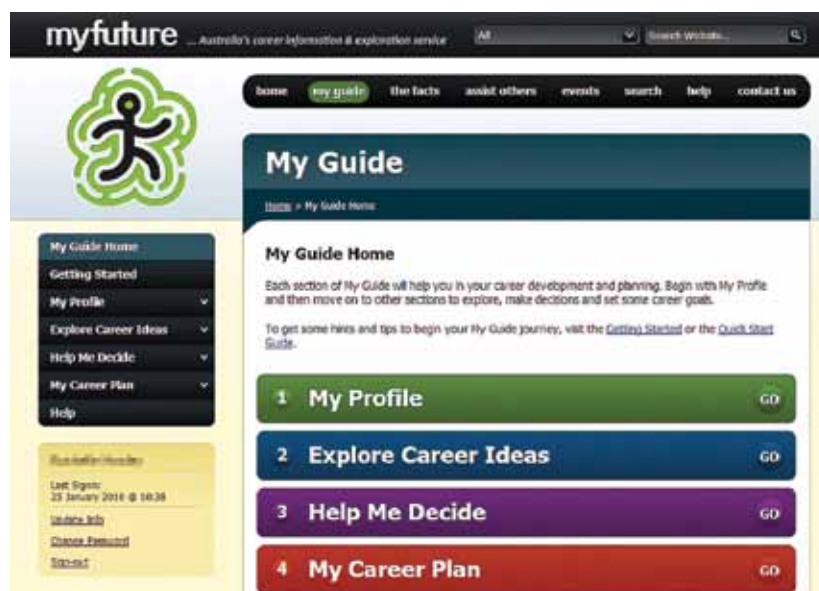 myfuture ... Australia's career information & exploration service All Search Website...
home my guide the facts assist others events search help contact us
My Guide
Home > My Guide Home
My Guide Home
Getting Started
My Profile
Explore Career Ideas
Help Me Decide
My Career Plan
Help
Last Signin:
25 January 2010 @ 10:38
Update Info
Change Password
Sign-out
My Guide Home
Each section of My Guide will help you in your career development and planning. Begin with My Profile
and then move on to other sections to explore, make decisions and set some career goals.
To get some hints and tips to begin your My Guide journey, visit the Getting Started or the Quick Start
Guide.
1 My Profile GO
2 Explore Career Ideas GO
3 Help Me Decide GO
4 My Career Plan GO